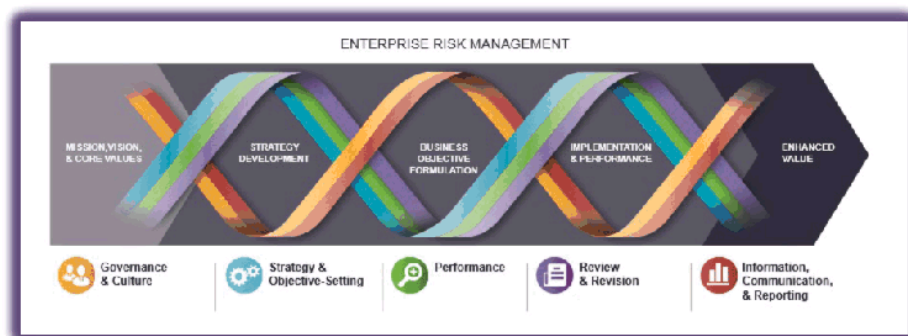 ENTERPRISE RISK MANAGEMENT
MISSION, VISION,
& CORE VALUES
STRATEGY
DEVELOPMENT
BUSINESS
OBJECTIVE
FORMULATION
IMPLEMENTATION
& PERFORMANCE
ENHANCED
VALUE
Governance
& Culture
Strategy &
Objective-Setting
Performance
Review
& Revision
Information,
Communication,
& Reporting